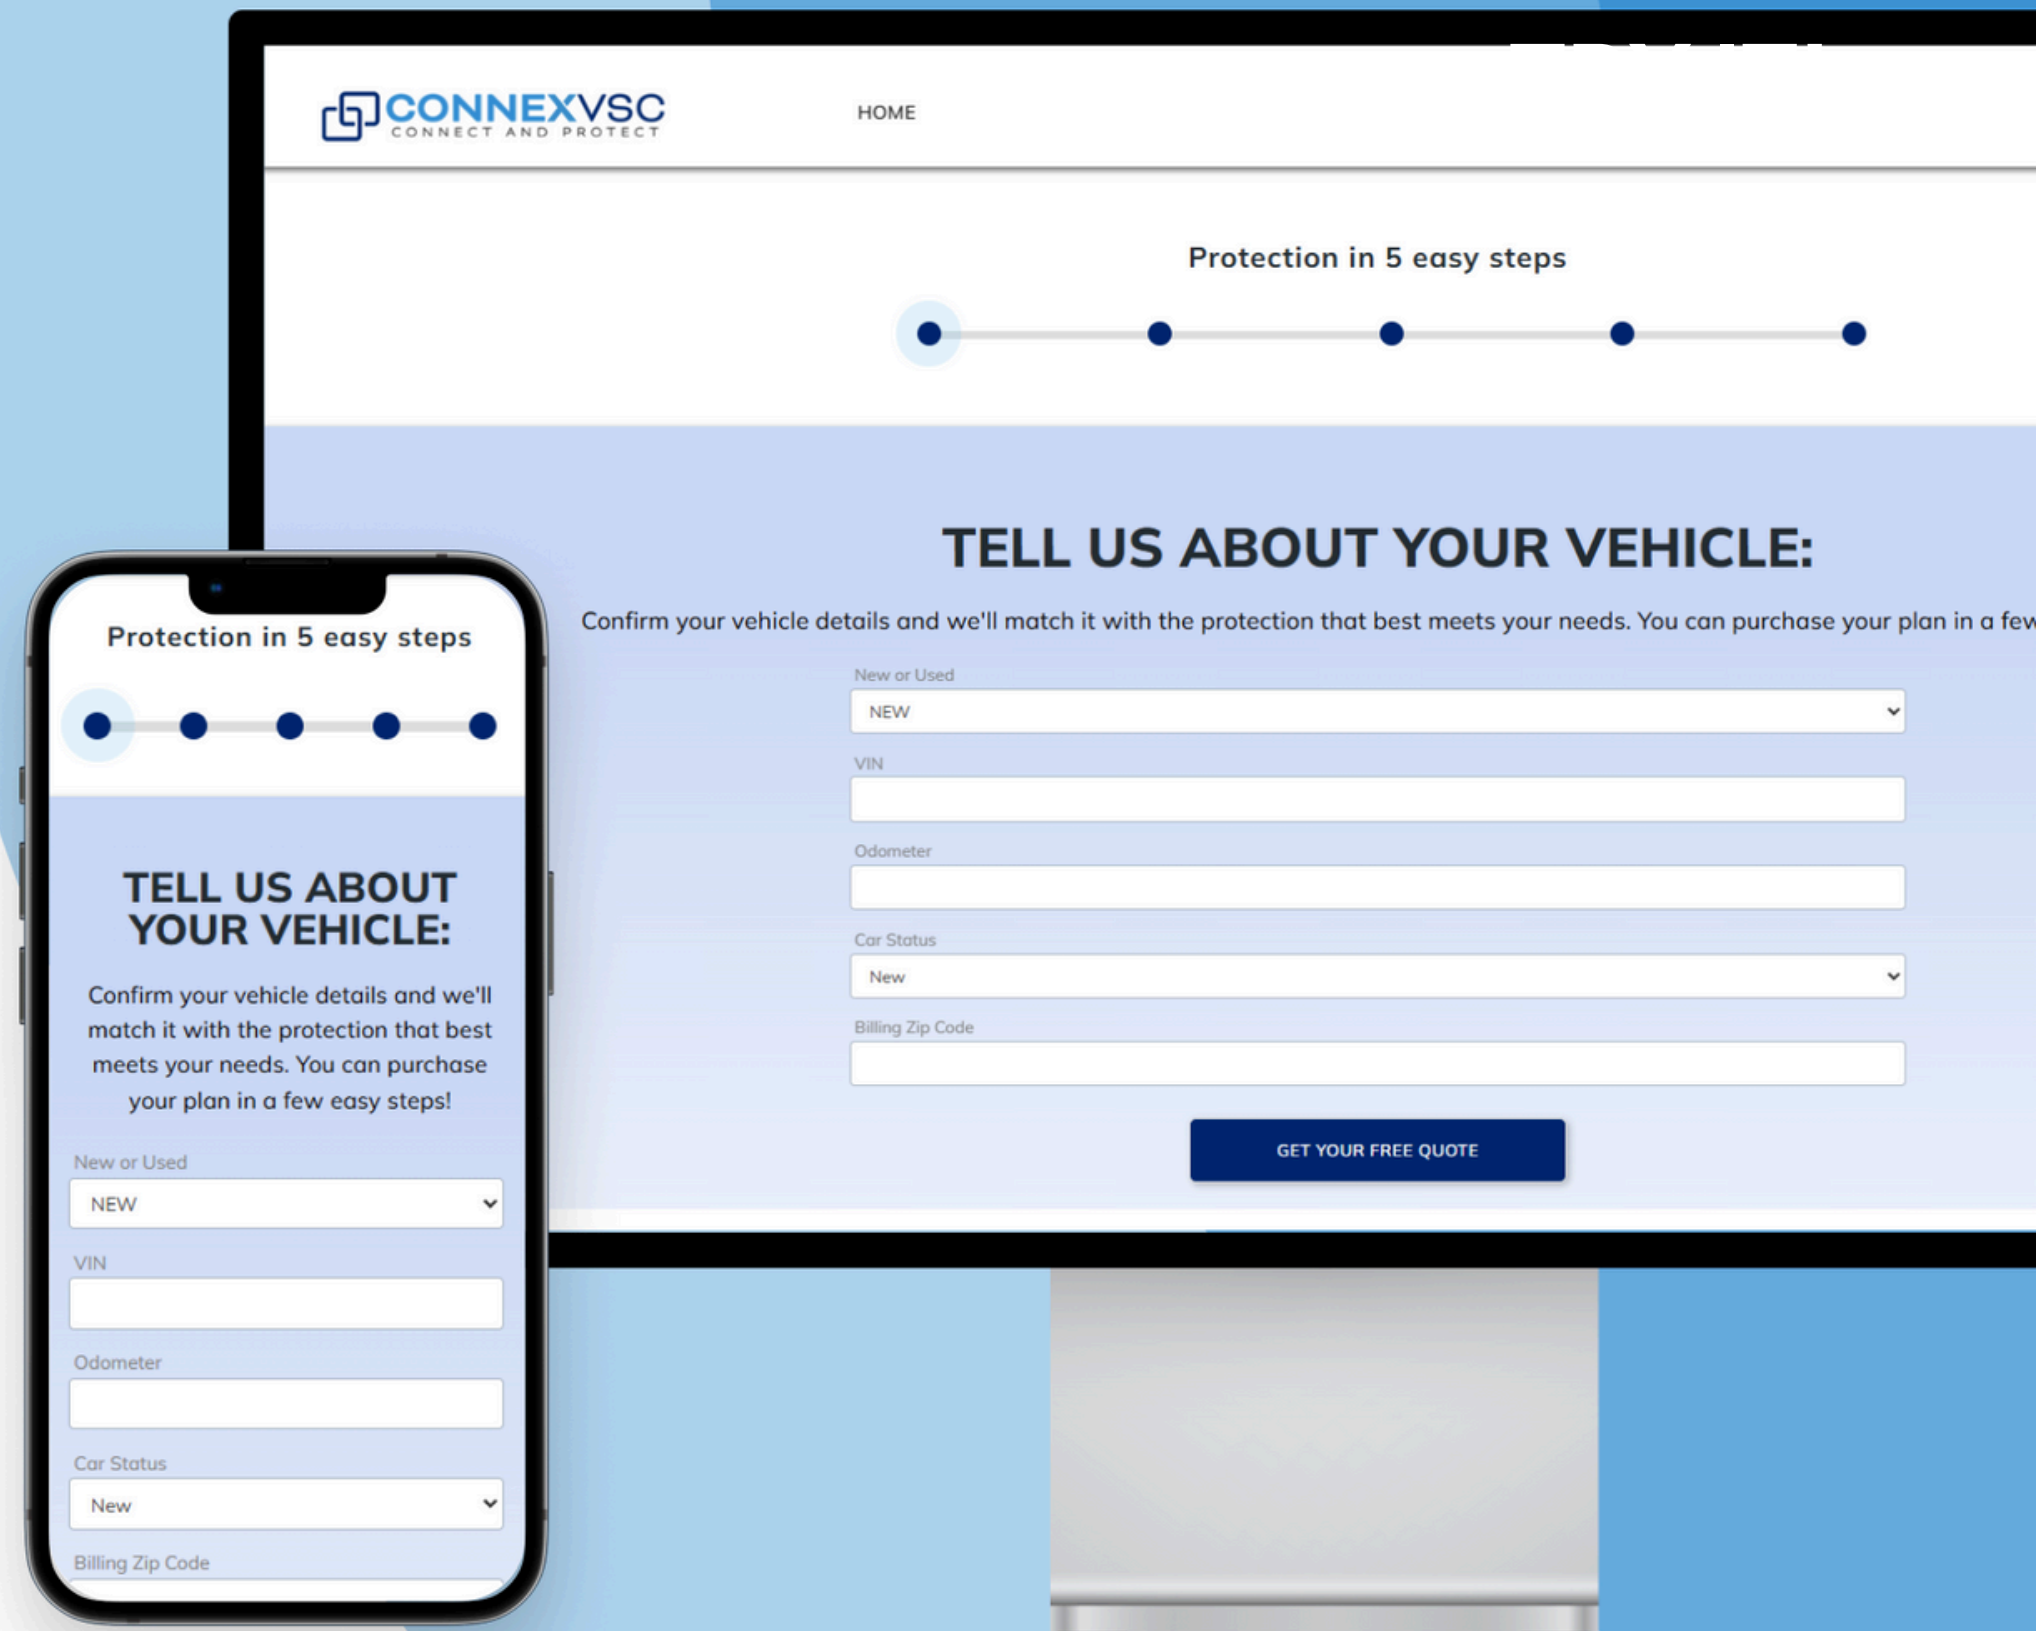 CONNEXVSC
CONNECT AND PROTECT
HOME
Protection in 5 easy steps
TELL US ABOUT YOUR VEHICLE:
Confirm your vehicle details and we'll match it with the protection that best meets your needs. You can purchase your plan in a few
New or Used
NEW
VIN
Odometer
Car Status
New
Billing Zip Code
GET YOUR FREE QUOTE
Protection in 5 easy steps
TELL US ABOUT
YOUR VEHICLE:
Confirm your vehicle details and we'll
match it with the protection that best
meets your needs. You can purchase
your plan in a few easy steps!
New or Used
NEW
VIN
Odometer
Car Status
New
Billing Zip Code